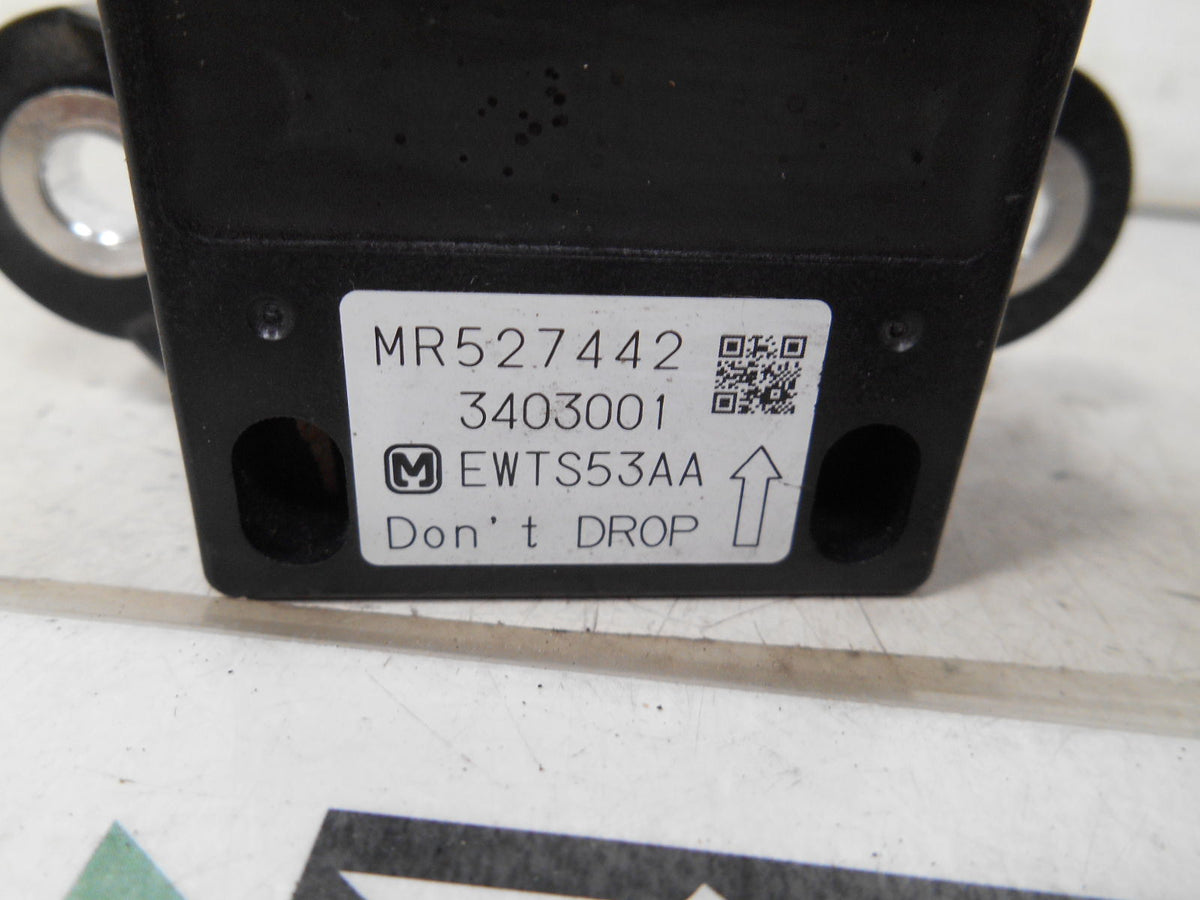 MR527442
3403001
M EWTS53AA
Don't DROP